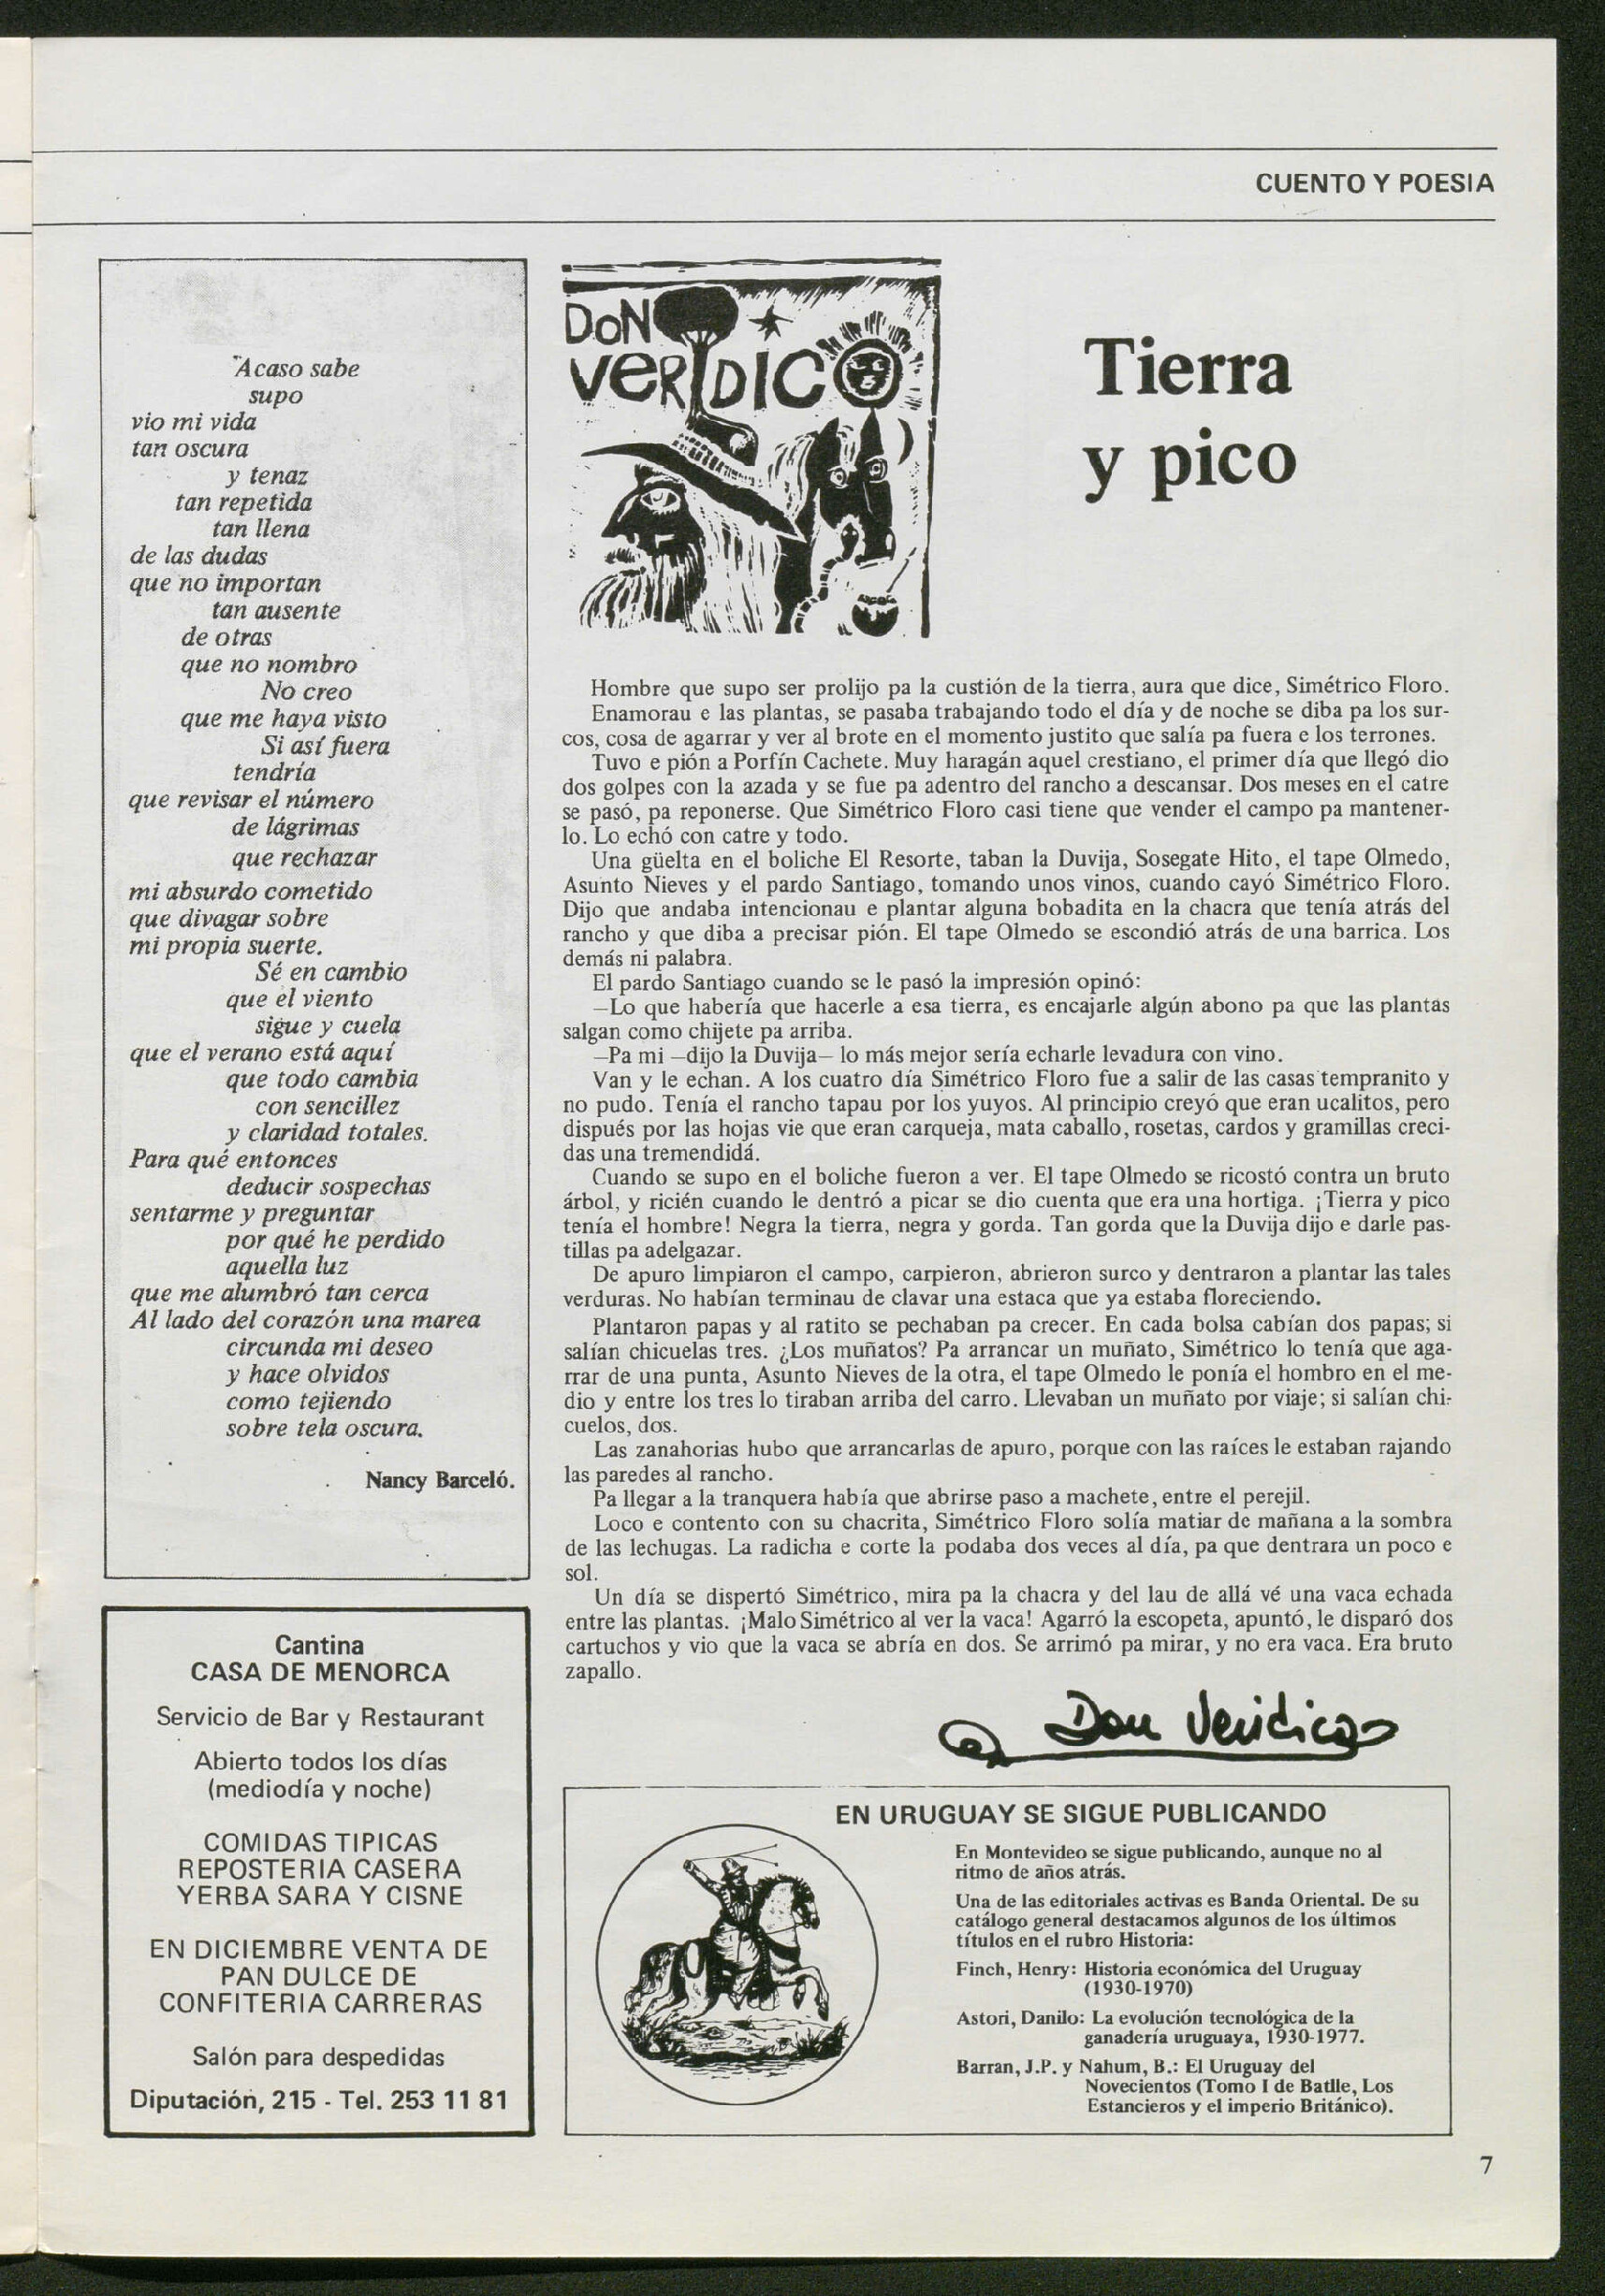 CUENTO Y POESIA
"Acaso sabe
supo
vio mi vida
tan oscura
y tenaz
tan repetida
tan llena
de las dudas
que no importan
tan ausente
de otras
que no nombro
No creo
que me haya visto
Si así fuera
tendría
que revisar el número
de lágrimas
que rechazar
mi absurdo cometido
que divagar sobre
mi propia suerte.
Sé en cambio
que el viento
sigue y cuela
que el verano está aquí
que todo cambia
con sencillez
y claridad totales.
Para qué entonces
deducir sospechas
sentarme y preguntar
por qué he perdido
aquella luz
que me alumbró tan cerca
Al lado del corazón una marea
circunda mi deseo
y hace olvidos
como tejiendo
sobre tela oscura.
Nancy Barceló.
Cantina
CASA DE MENORCA
Servicio de Bar y Restaurant
Abierto todos los días
(mediodía y noche)
COMIDAS TIPICAS
REPOSTERIA CASERA
YERBA SARA Y CISNE
EN DICIEMBRE VENTA DE
PAN DULCE DE
CONFITERIA CARRERAS
Salón para despedidas
Diputación, 215 - Tel. 253 11 81
DON
VERIDICO
Tierra
y pico
Hombre que supo ser prolijo pa la custión de la tierra, aura que dice, Simétrico Floro.
Enamorau e las plantas, se pasaba trabajando todo el día y de noche se diba pa los sur-
cos, cosa de agarrar y ver al brote en el momento justito que salía pa fuera e los terrones.
Tuvo e pión a Porfín Cachete. Muy haragán aquel crestiano, el primer día que llegó dio
dos golpes con la azada y se fue pa adentro del rancho a descansar. Dos meses en el catre
se pasó, pa reponerse. Que Simétrico Floro casi tiene que vender el campo pa mantener-
lo. Lo echó con catre y todo.
Una güelta en el boliche El Resorte, taban la Duvija, Sosegate Hito, el tape Olmedo,
Asunto Nieves y el pardo Santiago, tomando unos vinos, cuando cayó Simétrico Floro.
Dijo que andaba intencionau e plantar alguna bobadita en la chacra que tenía atrás del
rancho y que diba a precisar pión. El tape Olmedo se escondió atrás de una barrica. Los
demás ni palabra.
El pardo Santiago cuando se le pasó la impresión opinó:
—Lo que habería que hacerle a esa tierra, es encajarle algún abono pa que las plantas
salgan como chijete pa arriba.
—Pa mi —dijo la Duvija— lo más mejor sería echarle levadura con vino.
Van y le echan. A los cuatro día Simétrico Floro fue a salir de las casas tempranito y
no pudo. Tenía el rancho tapau por los yuyos. Al principio creyó que eran ucalitos, pero
dispués por las hojas vie que eran carqueja, mata caballo, rosetas, cardos y gramillas creci-
das una tremendidá.
Cuando se supo en el boliche fueron a ver. El tape Olmedo se ricostó contra un bruto
árbol, y ricién cuando le dentró a picar se dio cuenta que era una hortiga. ¡Tierra y pico
tenía el hombre! Negra la tierra, negra y gorda. Tan gorda que la Duvija dijo e darle pas-
tillas pa adelgazar.
De apuro limpiaron el campo, carpieron, abrieron surco y dentraron a plantar las tales
verduras. No habían terminau de clavar una estaca que ya estaba floreciendo.
Plantaron papas y al ratito se pechaban pa crecer. En cada bolsa cabían dos papas; si
salían chicuelas tres. ¿Los muñatos? Pa arrancar un muñato, Simétrico lo tenía que aga-
rrar de una punta, Asunto Nieves de la otra, el tape Olmedo le ponía el hombro en el me-
dio y entre los tres lo tiraban arriba del carro. Llevaban un muñato por viaje; si salían chi-
cuelos, dos.
Las zanahorias hubo que arrancarlas de apuro, porque con las raíces le estaban rajando
las paredes al rancho.
Pa llegar a la tranquera había que abrirse paso a machete, entre el perejil.
Loco e contento con su chacrita, Simétrico Floro solía matiar de mañana a la sombra
de las lechugas. La radicha e corte la podaba dos veces al día, pa que dentrara un poco e
sol.
Un día se dispertó Simétrico, mira pa la chacra y del lau de allá vé una vaca echada
entre las plantas. ¡Malo Simétrico al ver la vaca! Agarró la escopeta, apuntó, le disparó dos
cartuchos y vio que la vaca se abría en dos. Se arrimó pa mirar, y no era vaca. Era bruto
zapallo.
Don Veridico
EN URUGUAY SE SIGUE PUBLICANDO
En Montevideo se sigue publicando, aunque no al
ritmo de años atrás.
Una de las editoriales activas es Banda Oriental. De su
catálogo general destacamos algunos de los últimos
títulos en el rubro Historia:
Finch, Henry: Historia económica del Uruguay
(1930-1970)
Astori, Danilo: La evolución tecnológica de la
ganadería uruguaya, 1930-1977.
Barran, J.P. y Nahum, B.: El Uruguay del
Novecientos (Tomo I de Batlle, Los
Estancieros y el imperio Británico).
7